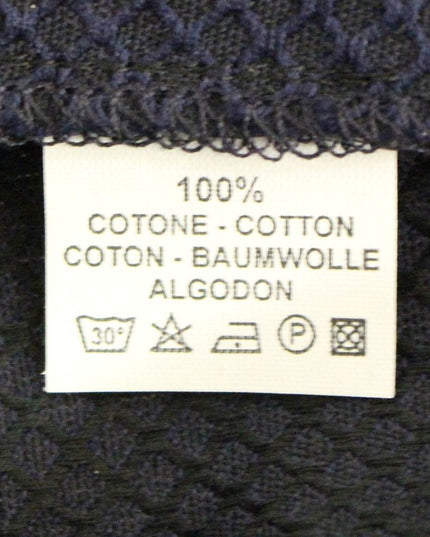 100%
COTONE - COTTON
COTON - BAUMWOLLE
ALGODON
30° P